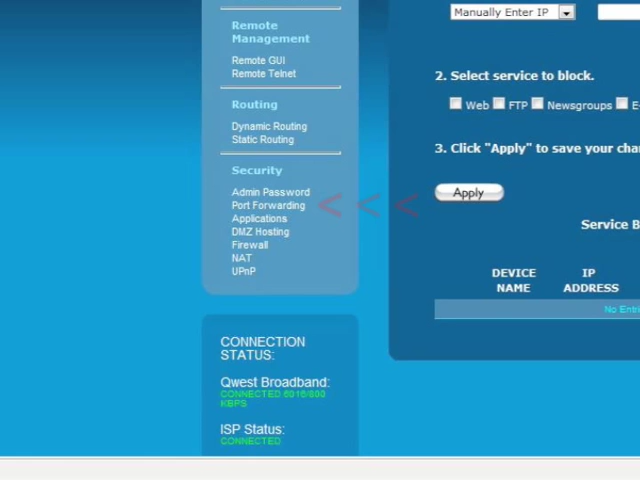 Remote
Management
Remote GUI
Remote Telnet
Routing
Dynamic Routing
Static Routing
Security
Admin Password
Port Forwarding
Applications
DMZ Hosting
Firewall
NAT
UPnP
< < <
CONNECTION
STATUS:
Qwest Broadband:
CONNECTED 6016/800
KBPS
ISP Status:
CONNECTED
Manually Enter IP
2. Select service to block.
Web FTP Newsgroups E-
3. Click "Apply" to save your cha
Apply
Service B
DEVICE
NAME
IP
ADDRESS
No Entri